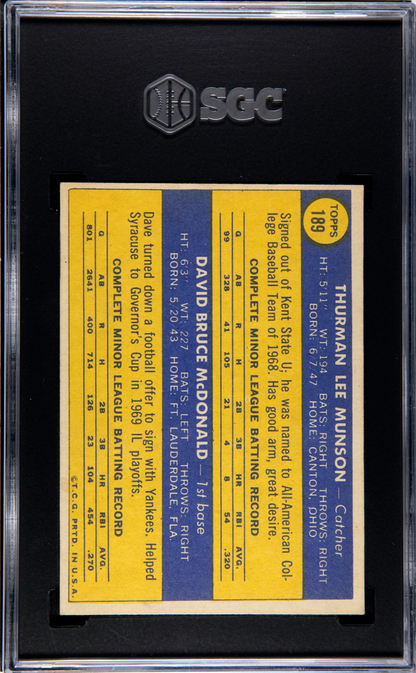 SGC
TOPPS
189
THURMAN LEE MUNSON — Catcher
HT: 5'11" WT: 194 BATS: RIGHT THROWS: RIGHT
BORN: 6.7.47 HOME: CANTON, OHIO
Signed out of Kent State U; he was named to All-American Col-
lege Baseball Team of 1968. Has good arm, great desire.
COMPLETE MINOR LEAGUE BATTING RECORD
G AB R H 2B 3B HR RBI AVG.
99 328 41 105 21 4 8 54 .320
DAVID BRUCE McDONALD — 1st base
HT: 6'3" WT: 227 BATS: LEFT THROWS: RIGHT
BORN: 5.20.43 HOME: FT. LAUDERDALE, FLA.
Dave turned down a football offer to sign with Yankees. Helped
Syracuse to Governor's Cup in 1969 IL playoffs.
COMPLETE MINOR LEAGUE BATTING RECORD
G AB R H 2B 3B HR RBI AVG.
801 2641 400 714 126 23 104 454 .270
©T.C.G. PRTD. IN U.S.A.